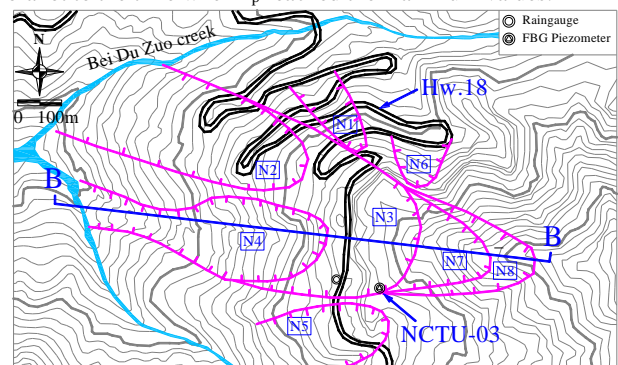 Raingauge
FBG Piezometer
N
Bei Du Zuo creek
0 100m
Hw.18
N1
N2
N6
B
N3
N4
B
N7
N8
N5
NCTU-03